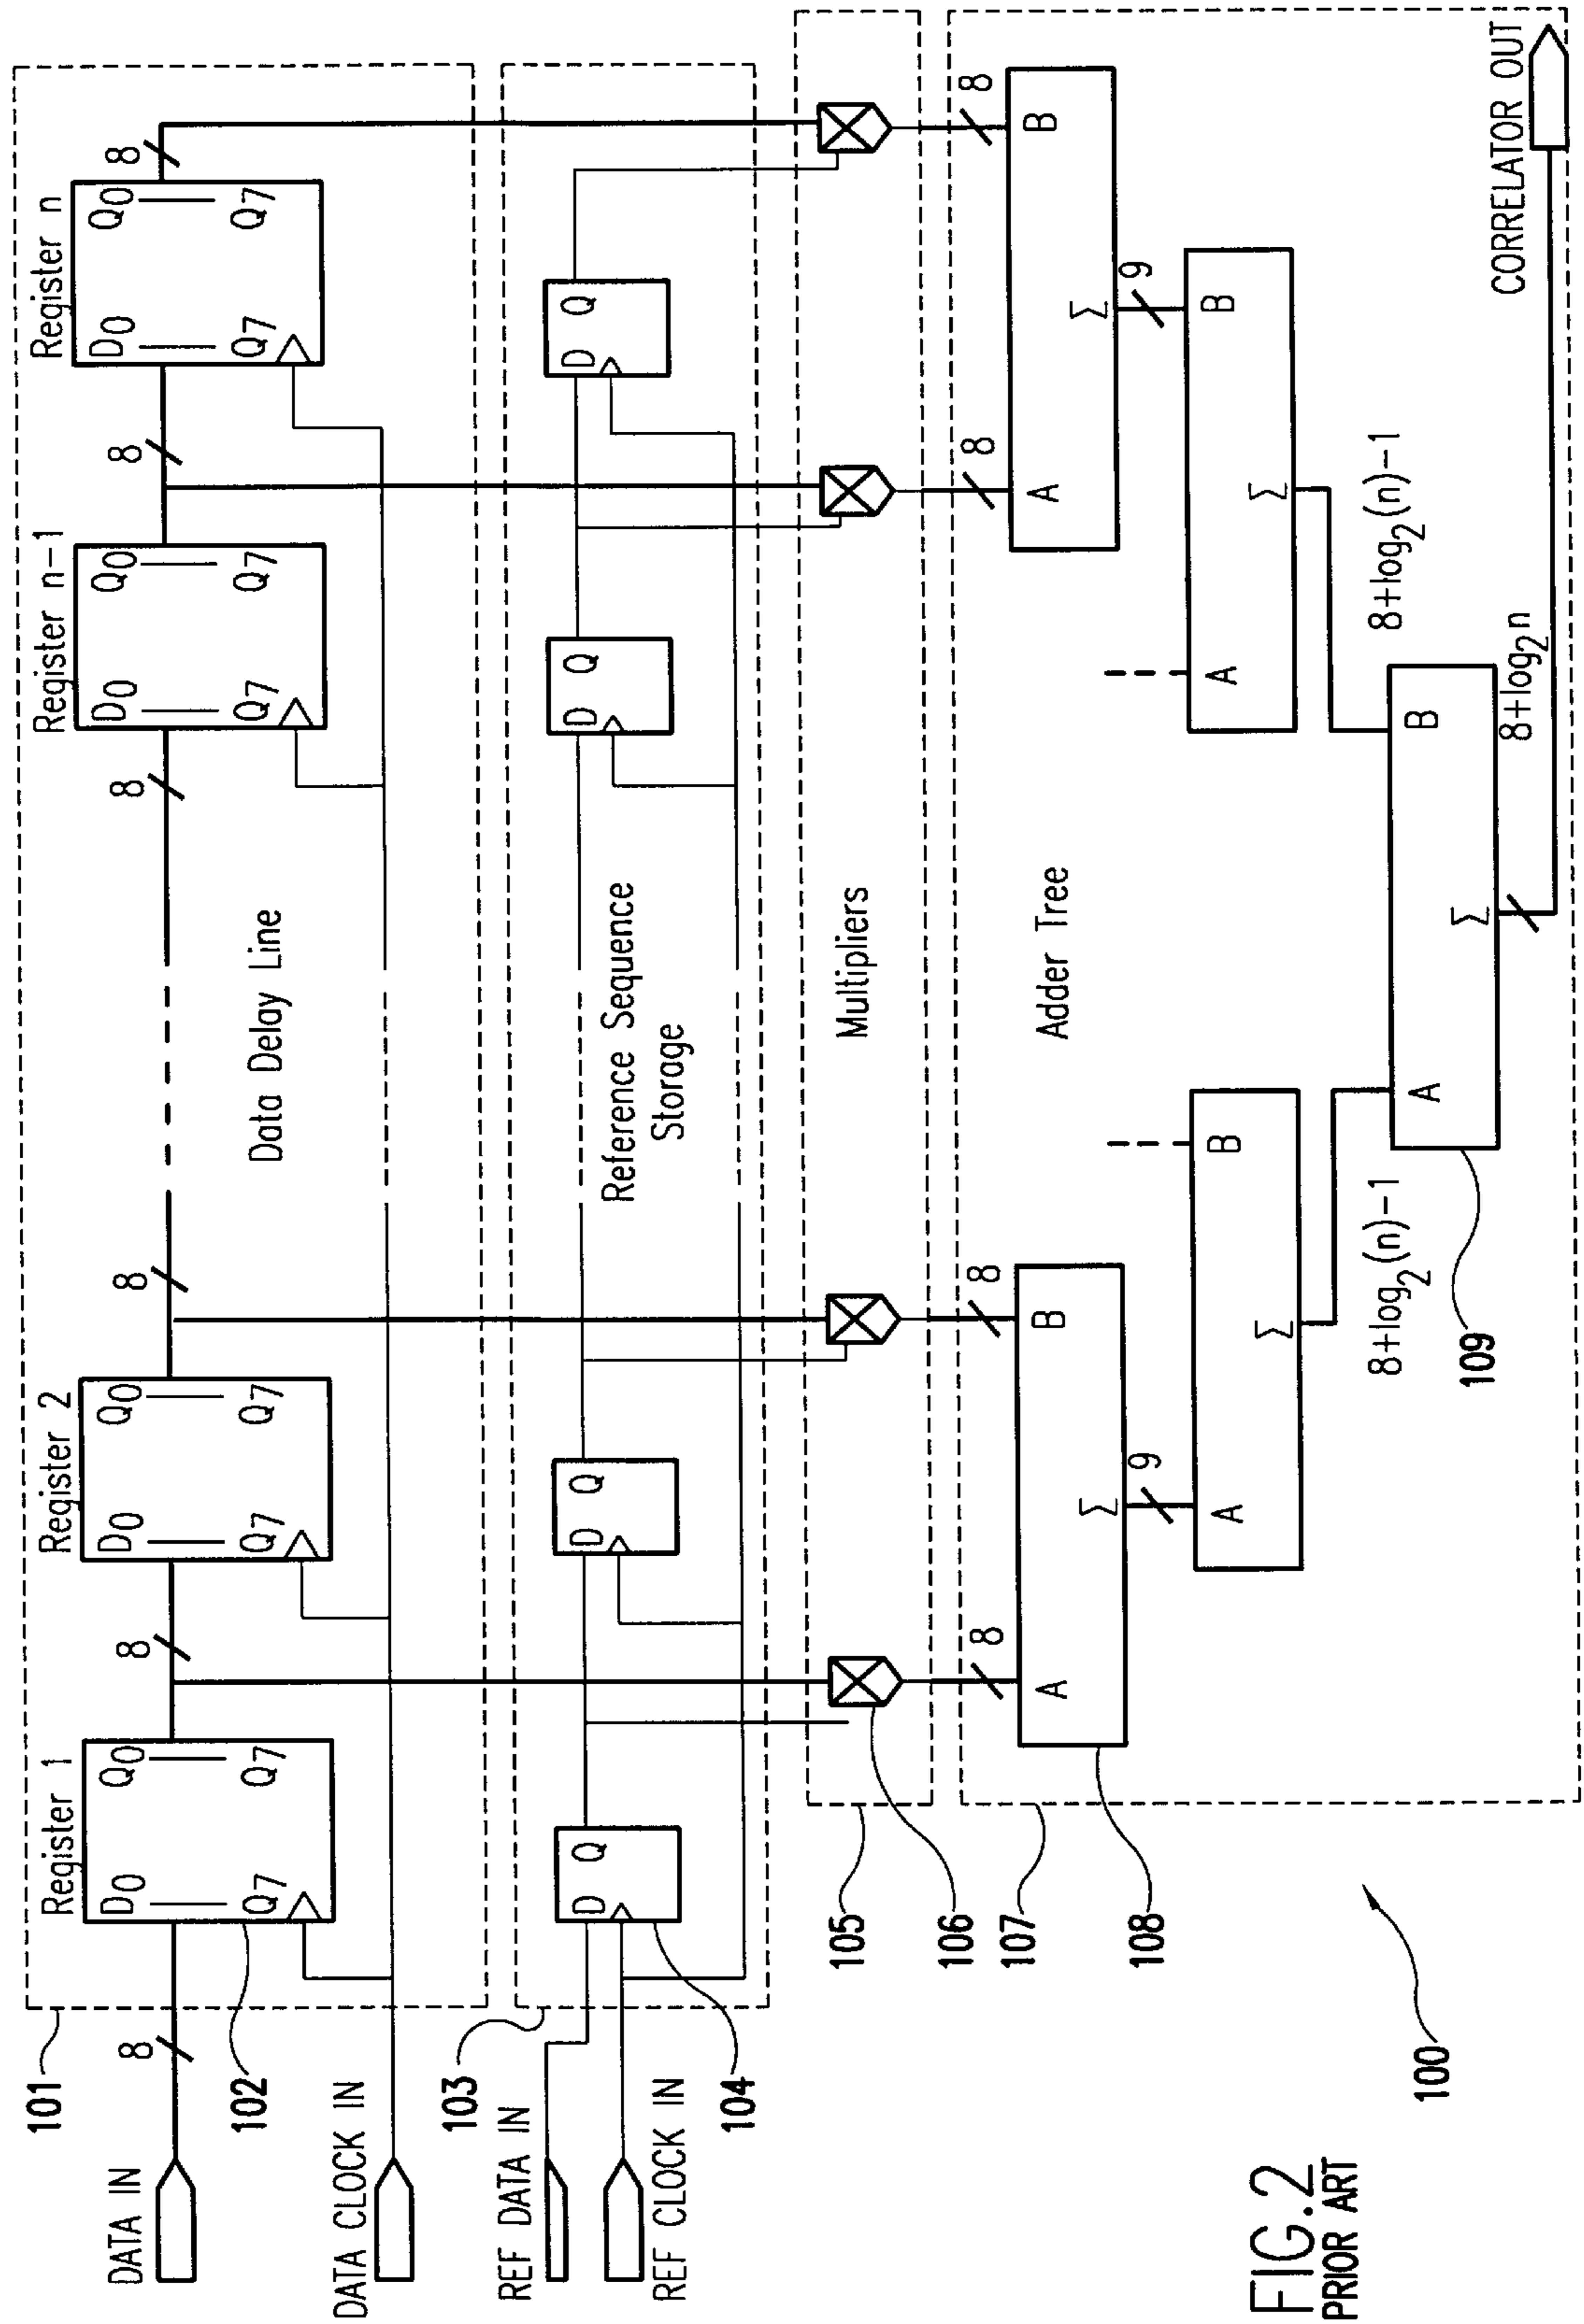 Register 1
Register 2
Register n-1
Register n
D0 Q0
Q7 Q7
D0 Q0
Q7 Q7
D0 Q0
Q7 Q7
D0 Q0
Q7 Q7
8
8
8
8
8
8
101
DATA IN
102
Data Delay Line
DATA CLOCK IN
103
REF DATA IN
D Q
D Q
D Q
D Q
104
REF CLOCK IN
Reference Sequence
Storage
105
106
Multipliers
107
8
8
8
8
A
B
Σ
A
B
Σ
108
Adder Tree
9
9
A
B
Σ
A
B
Σ
8+log2(n)-1
8+log2(n)-1
109
A
B
Σ
8+log2n
CORRELATOR OUT
100
FIG.2
PRIOR ART